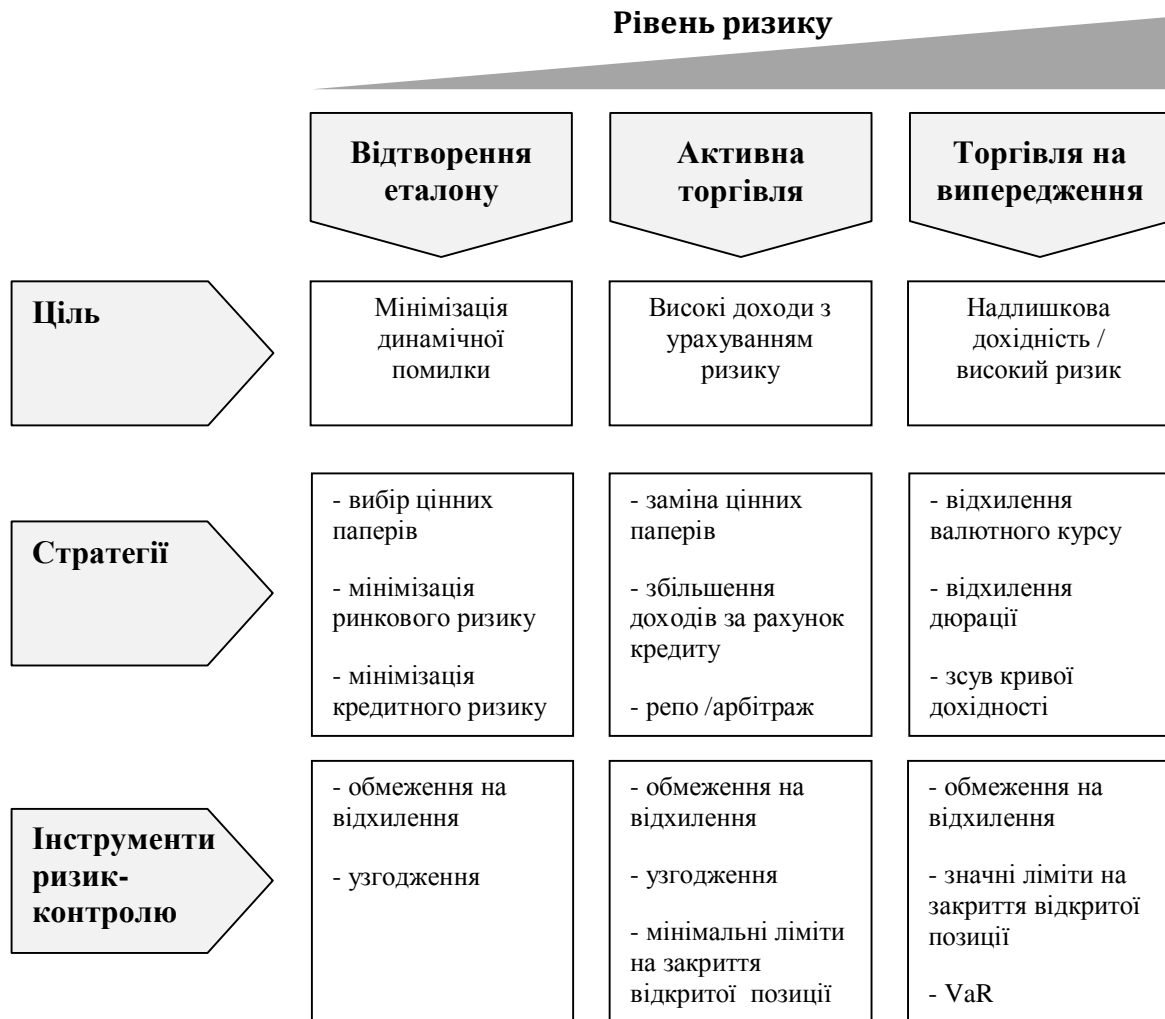 Рівень ризику
Відтворення
еталону
Активна
торгівля
Торгівля на
випередження
Ціль
Мінімізація
динамічної
помилки
Високі доходи з
урахуванням
ризику
Надлишкова
дохідність /
високий ризик
Стратегії
- вибір цінних
паперів
- мінімізація
ринкового ризику
- мінімізація
кредитного ризику
- заміна цінних
паперів
- збільшення
доходів за рахунок
кредиту
- репо /арбітраж
- відхилення
валютного курсу
- відхилення
дюрації
- зсув кривої
дохідності
Інструменти
ризик-
контролю
- обмеження на
відхилення
- узгодження
- обмеження на
відхилення
- узгодження
- мінімальні ліміти
на закриття
відкритої позиції
- обмеження на
відхилення
- значні ліміти на
закриття відкритої
позиції
- VaR